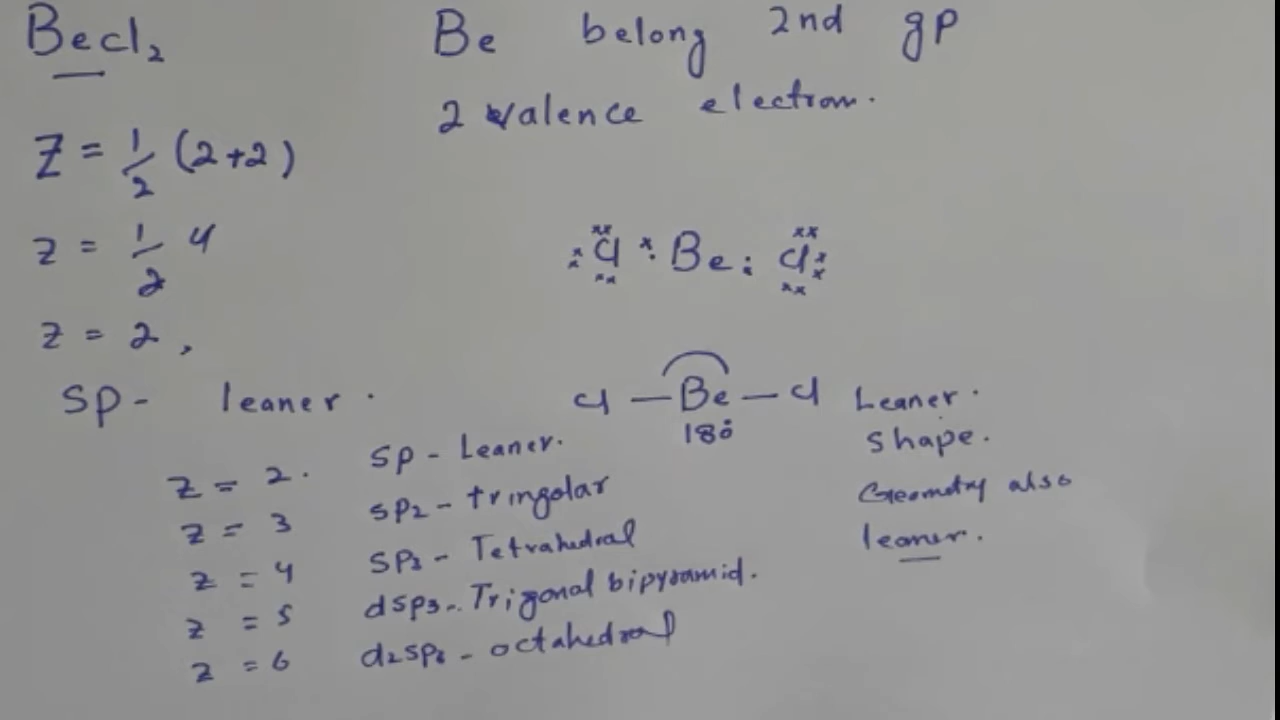 Becl₂
Be belong 2nd gp
2 valence electron.
Z = 1/2 (2+2)
z = 1/2 4
z = 2,
Cl Be Cl
SP - leaner.
Cl — Be — Cl
180°
Leaner.
shape.
Geometry also
leaner.
z = 2. SP - Leaner.
z = 3 SP₂ - tringolar
z = 4 SP₃ - Tetrahedral
z = 5 dSP₃ - Trigonal bipyramid.
z = 6 d₂SP₃ - octahedral